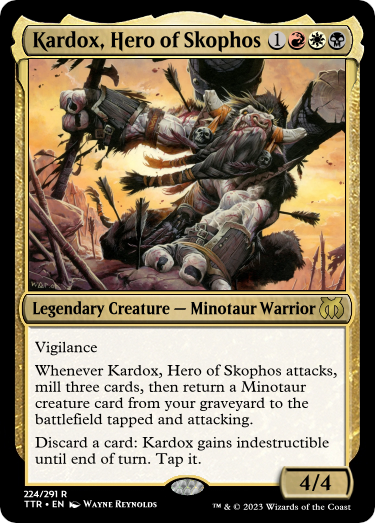 Kardox, Hero of Skophos 1
Legendary Creature — Minotaur Warrior
Vigilance
Whenever Kardox, Hero of Skophos attacks,
mill three cards, then return a Minotaur
creature card from your graveyard to the
battlefield tapped and attacking.
Discard a card: Kardox gains indestructible
until end of turn. Tap it.
4/4
224/291 R
TTR • EN WAYNE REYNOLDS
™ & © 2023 Wizards of the Coast